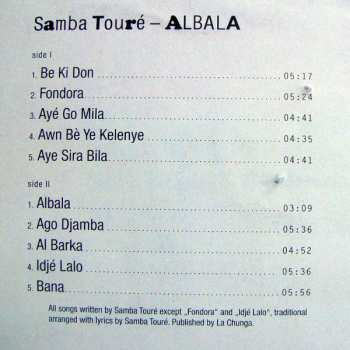 Samba Touré – ALBALA
side I
1. Be Ki Don 05:17
2. Fondora 05:24
3. Ayé Go Mila 04:41
4. Awn Bè Ye Kelenye 04:35
5. Aye Sira Bila 04:41
side II
1. Albala 03:09
2. Ago Djamba 05:36
3. Al Barka 04:52
4. Idjé Lalo 05:36
5. Bana 05:56
All songs written by Samba Touré except „Fondora" and „Idjé Lalo", traditional
arranged with lyrics by Samba Touré. Published by La Chunga.